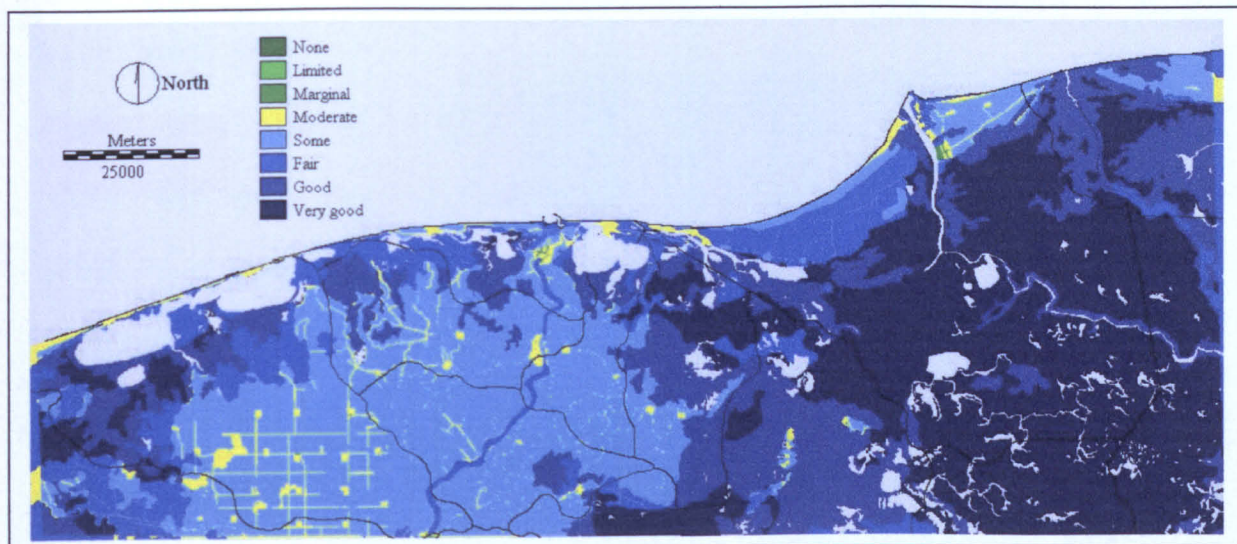 North
Meters
25000
None
Limited
Marginal
Moderate
Some
Fair
Good
Very good